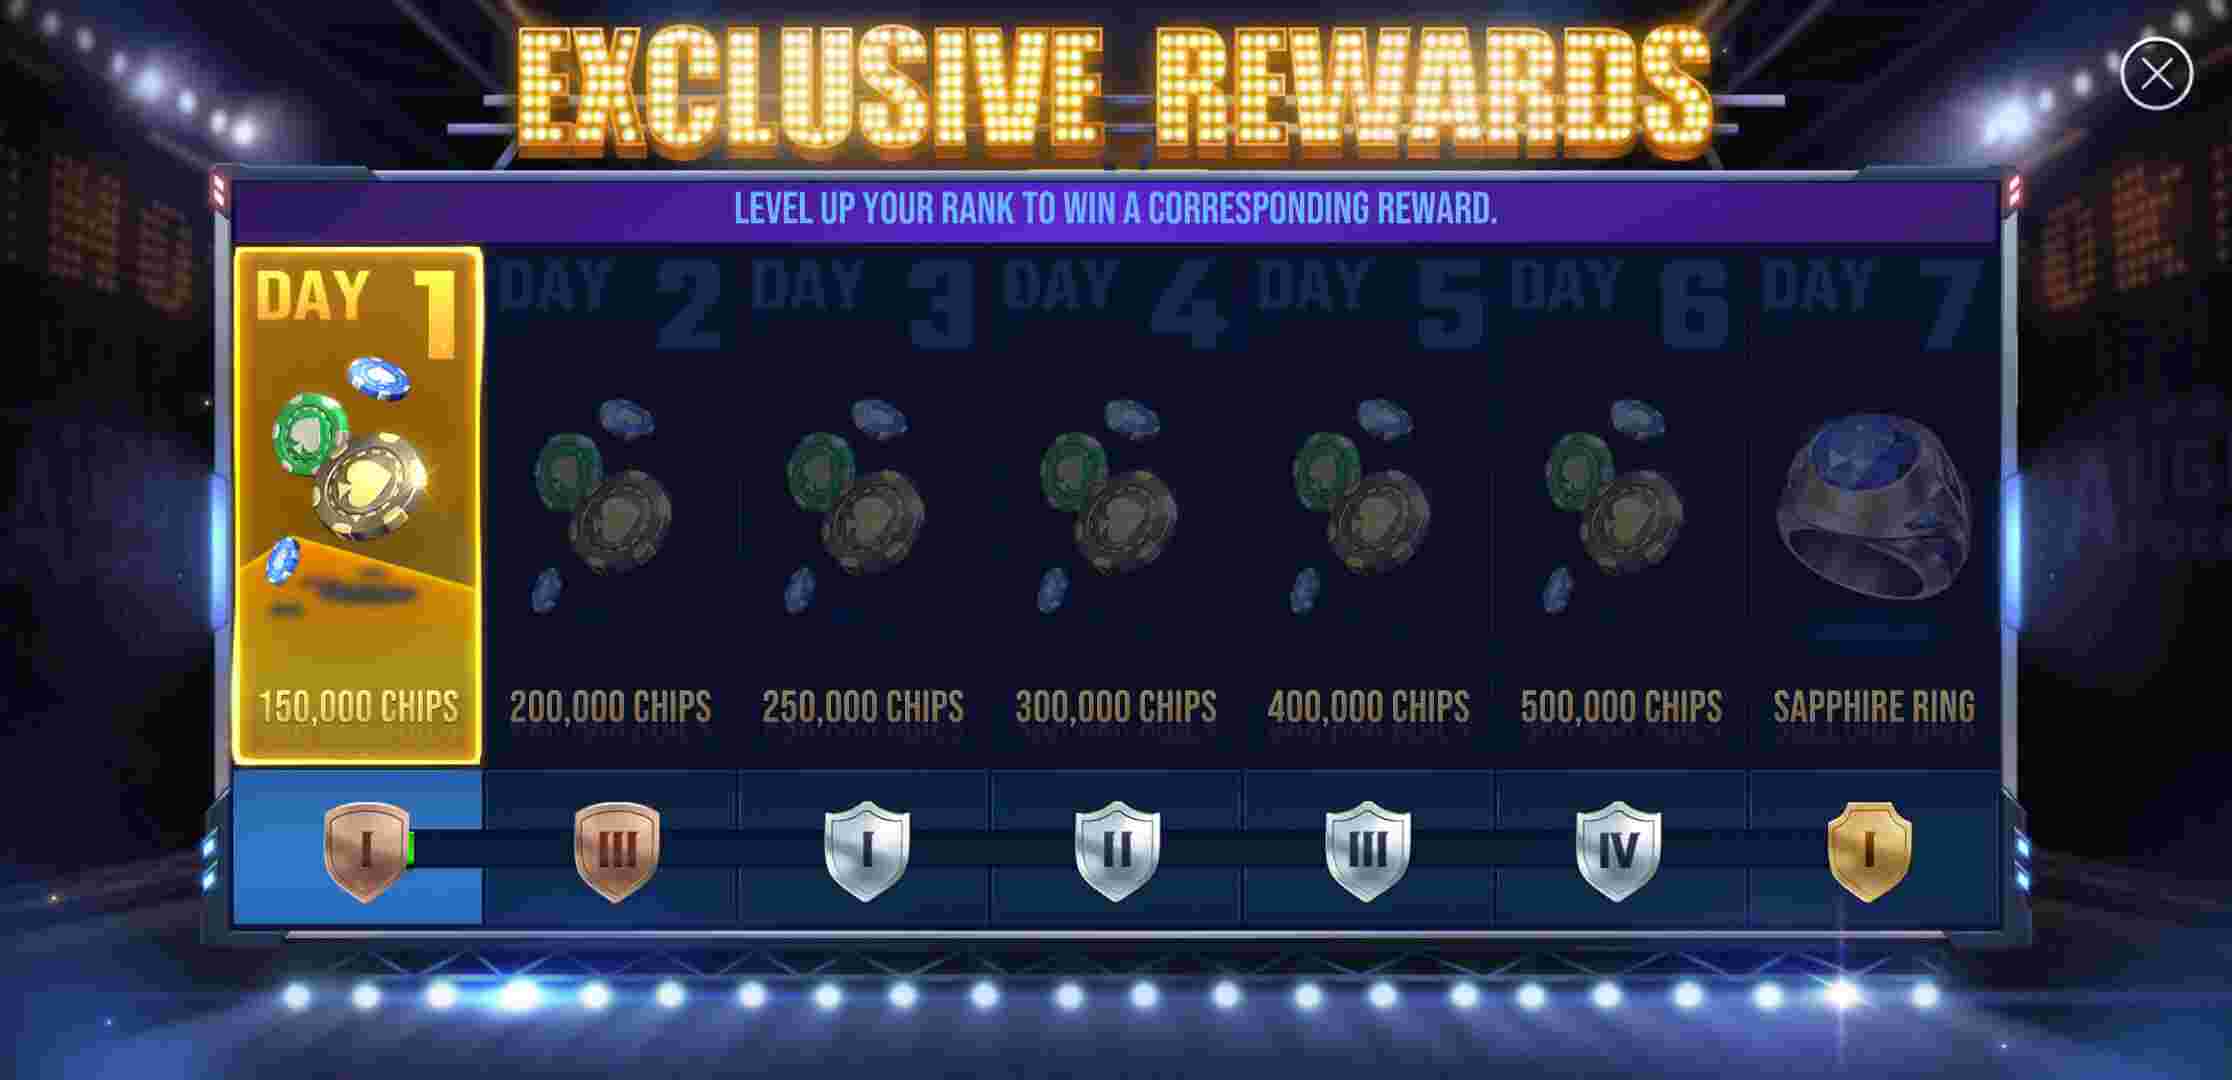 EXCLUSIVE REWARDS
LEVEL UP YOUR RANK TO WIN A CORRESPONDING REWARD.
DAY 1
DAY 2
DAY 3
DAY 4
DAY 5
DAY 6
DAY 7
150,000 CHIPS
200,000 CHIPS
250,000 CHIPS
300,000 CHIPS
400,000 CHIPS
500,000 CHIPS
SAPPHIRE RING
I
III
I
II
III
IV
I